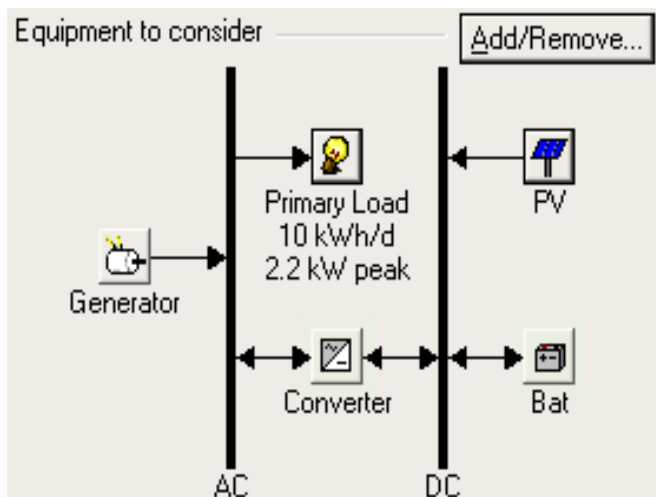 Equipment to consider
Add/Remove...
Primary Load
10 kWh/d
2.2 kW peak
PV
Generator
Converter
Bat
AC
DC